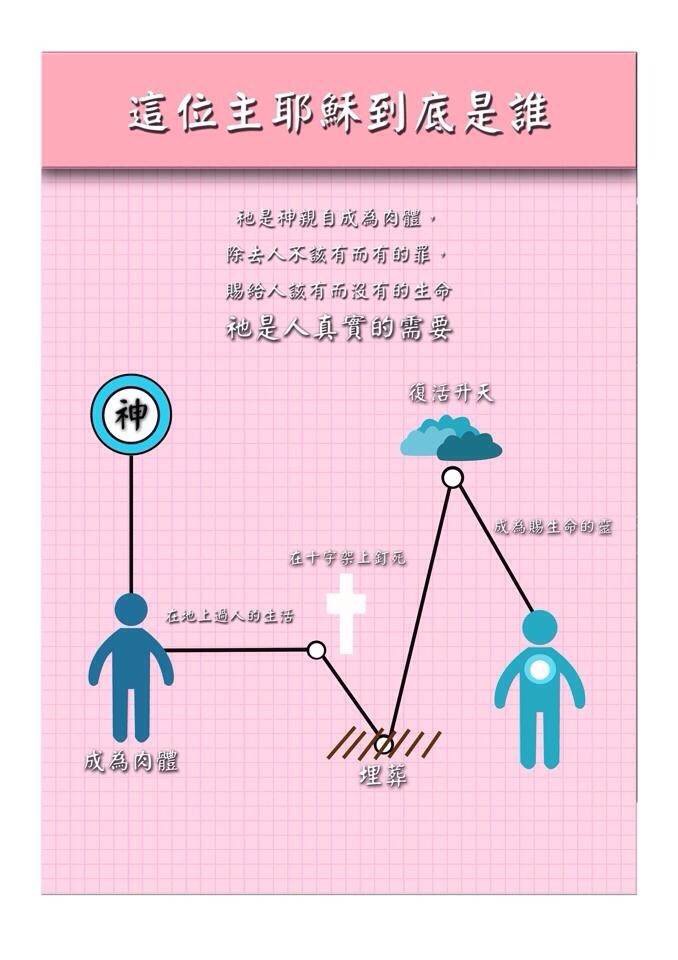 這位主耶穌到底是誰
祂是神親自成為肉體，
除去人不該有而有的罪，
賜給人該有而沒有的生命
祂是人真實的需要
神
復活升天
成為賜生命的靈
在十字架上釘死
在地上過人的生活
成為肉體
埋葬